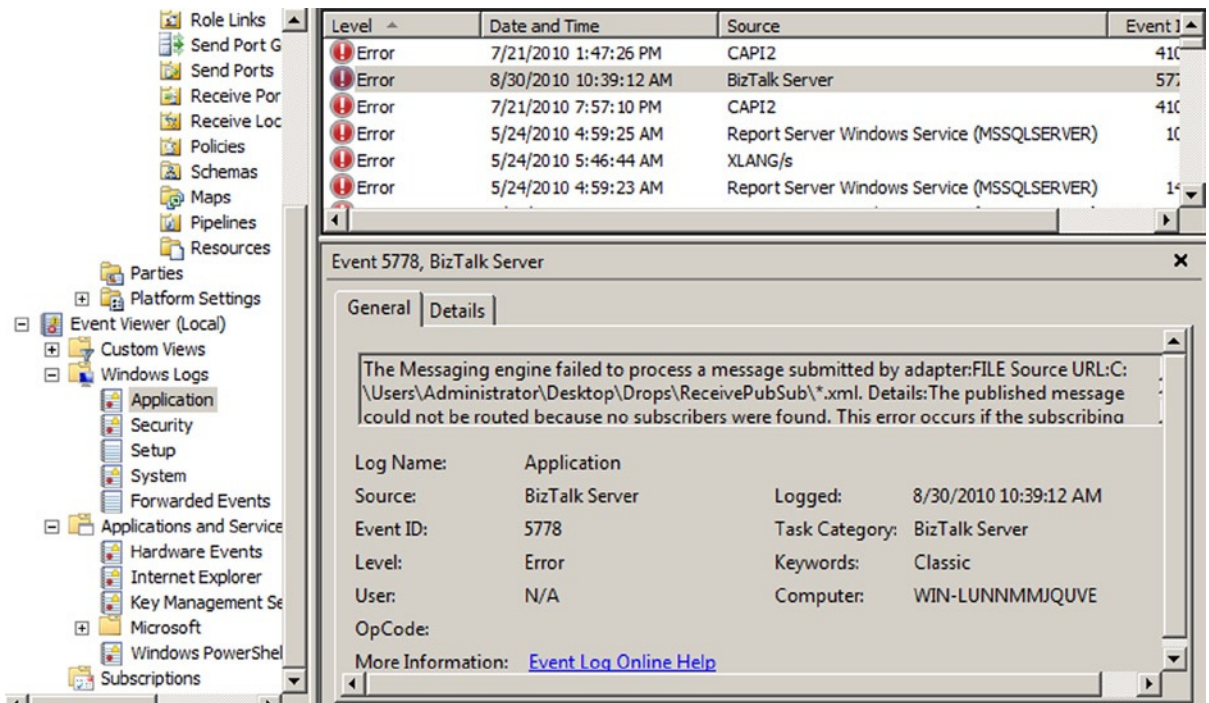 Role Links
Send Port G
Send Ports
Receive Por
Receive Loc
Policies
Schemas
Maps
Pipelines
Resources
Parties
Platform Settings
Event Viewer (Local)
Custom Views
Windows Logs
Application
Security
Setup
System
Forwarded Events
Applications and Service
Hardware Events
Internet Explorer
Key Management Se
Microsoft
Windows PowerShel
Subscriptions
Level Date and Time Source Event I
Error 7/21/2010 1:47:26 PM CAPI2 410
Error 8/30/2010 10:39:12 AM BizTalk Server 577
Error 7/21/2010 7:57:10 PM CAPI2 410
Error 5/24/2010 4:59:25 AM Report Server Windows Service (MSSQLSERVER) 10
Error 5/24/2010 5:46:44 AM XLANG/s
Error 5/24/2010 4:59:23 AM Report Server Windows Service (MSSQLSERVER) 14
Event 5778, BizTalk Server
General Details
The Messaging engine failed to process a message submitted by adapter:FILE Source URL:C:
\Users\Administrator\Desktop\Drops\ReceivePubSub\*.xml. Details:The published message
could not be routed because no subscribers were found. This error occurs if the subscribing
Log Name: Application
Source: BizTalk Server Logged: 8/30/2010 10:39:12 AM
Event ID: 5778 Task Category: BizTalk Server
Level: Error Keywords: Classic
User: N/A Computer: WIN-LUNNMMJQUVE
OpCode:
More Information: Event Log Online Help